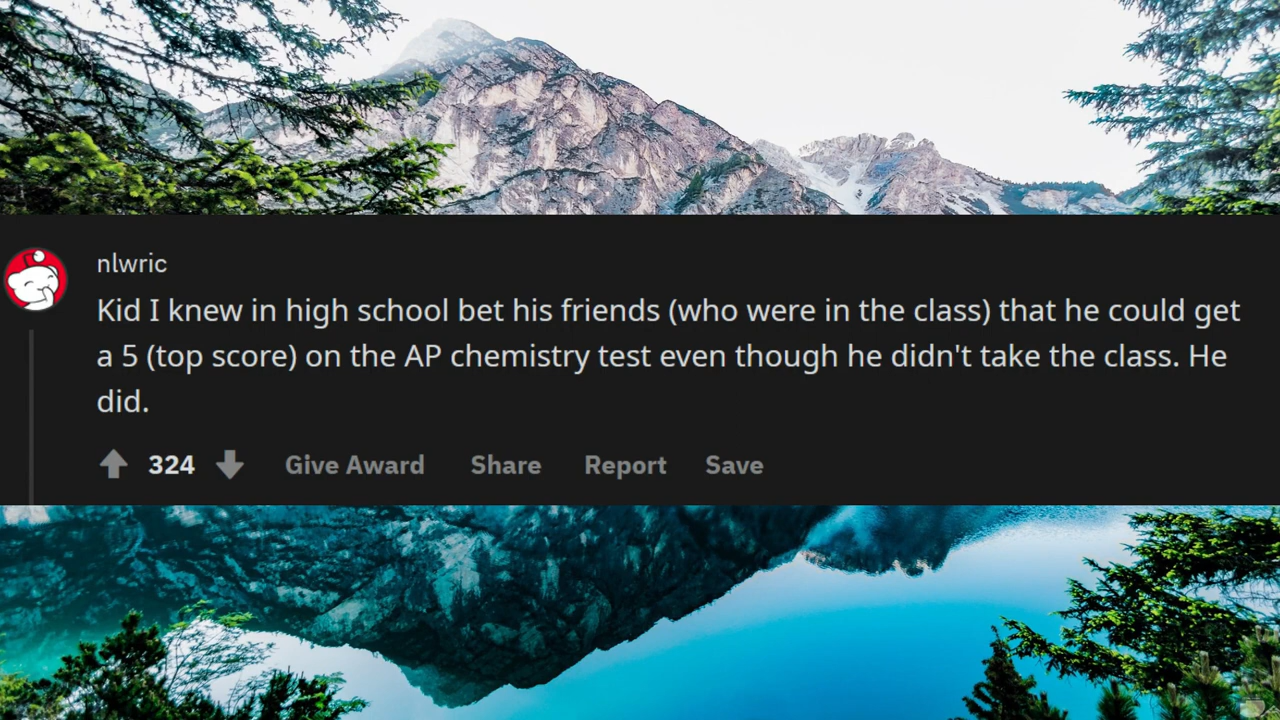 nlwric
Kid I knew in high school bet his friends (who were in the class) that he could get
a 5 (top score) on the AP chemistry test even though he didn't take the class. He
did.
324 Give Award Share Report Save